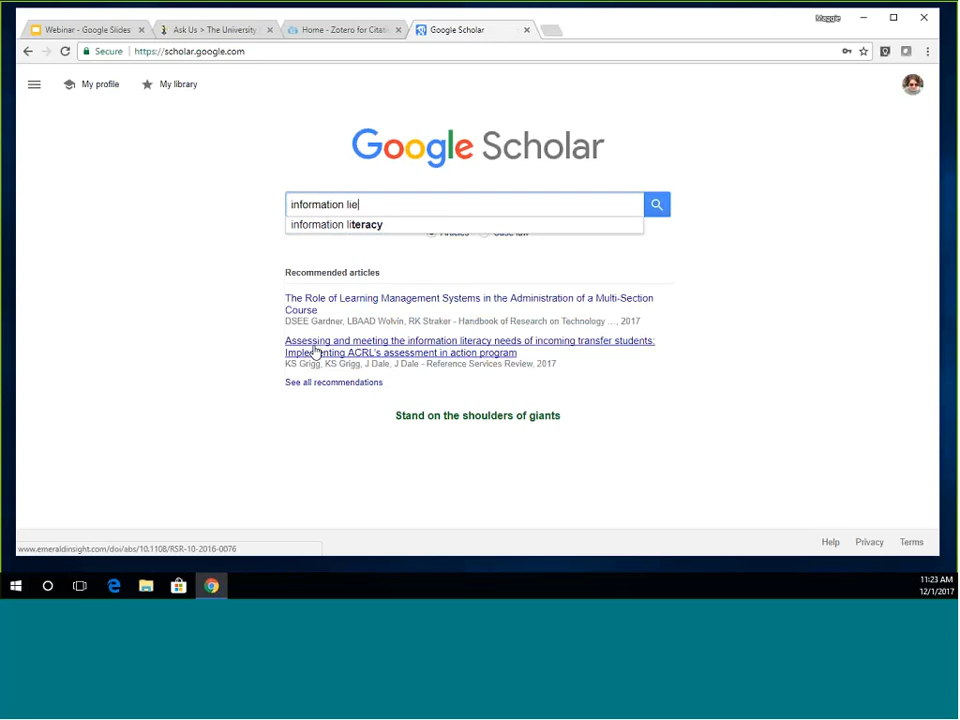 Maggie
Webinar - Google Slides
Ask Us > The University
Home - Zotero for Citati
Google Scholar
Secure
https://scholar.google.com
My profile
My library
Google Scholar
information lie
information literacy
Articles
Case law
Recommended articles
The Role of Learning Management Systems in the Administration of a Multi-Section
Course
DSEE Gardner, LBAAD Wolvin, RK Straker - Handbook of Research on Technology …, 2017
Assessing and meeting the information literacy needs of incoming transfer students:
Implementing ACRL's assessment in action program
KS Grigg, KS Grigg, J Dale, J Dale - Reference Services Review, 2017
See all recommendations
Stand on the shoulders of giants
www.emeraldinsight.com/doi/abs/10.1108/RSR-10-2016-0076
Help
Privacy
Terms
11:23 AM
12/1/2017